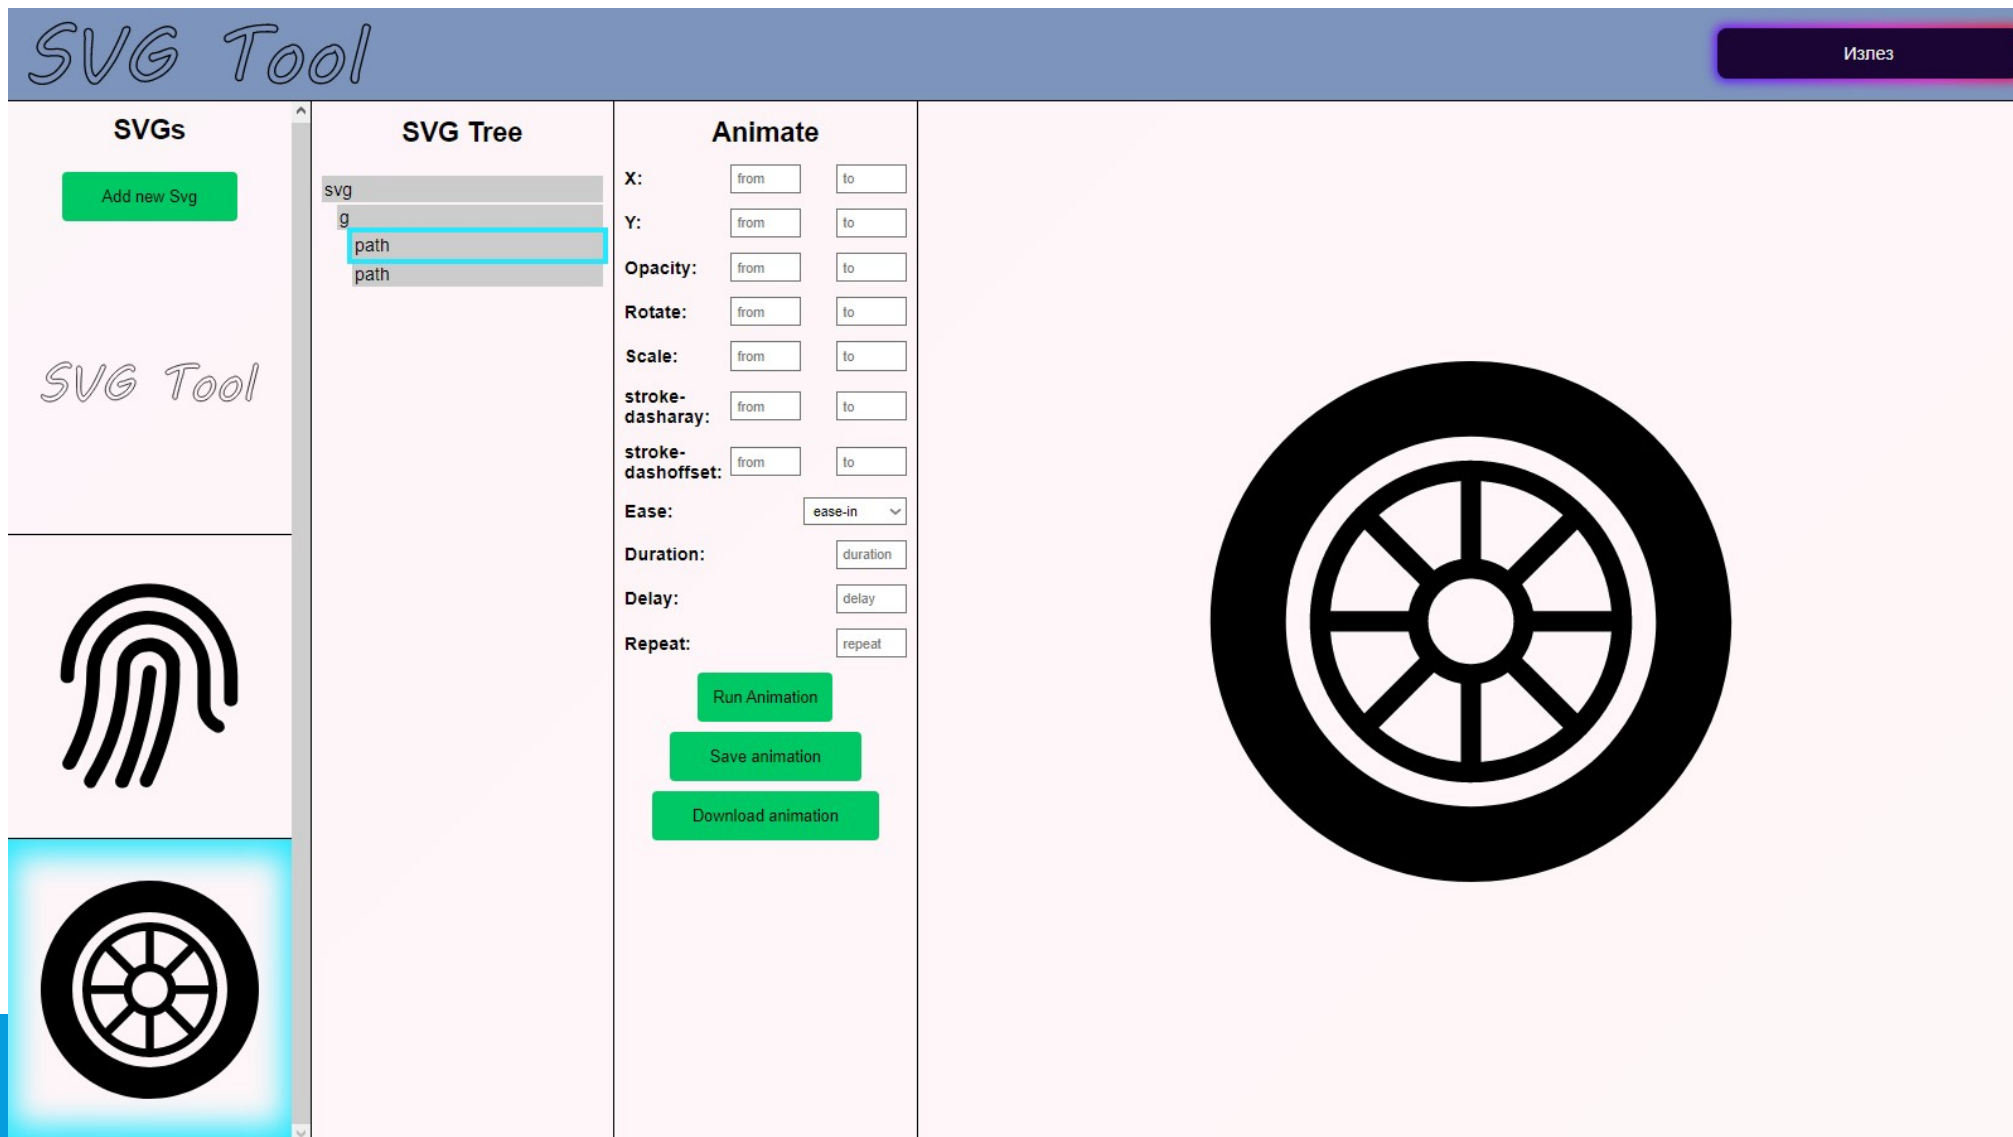 SVG Tool
Излез
SVGs
Add new Svg
SVG Tool
SVG Tree
svg
g
path
path
Animate
X: from to
Y: from to
Opacity: from to
Rotate: from to
Scale: from to
stroke-
dasharay: from to
stroke-
dashoffset: from to
Ease: ease-in
Duration: duration
Delay: delay
Repeat: repeat
Run Animation
Save animation
Download animation